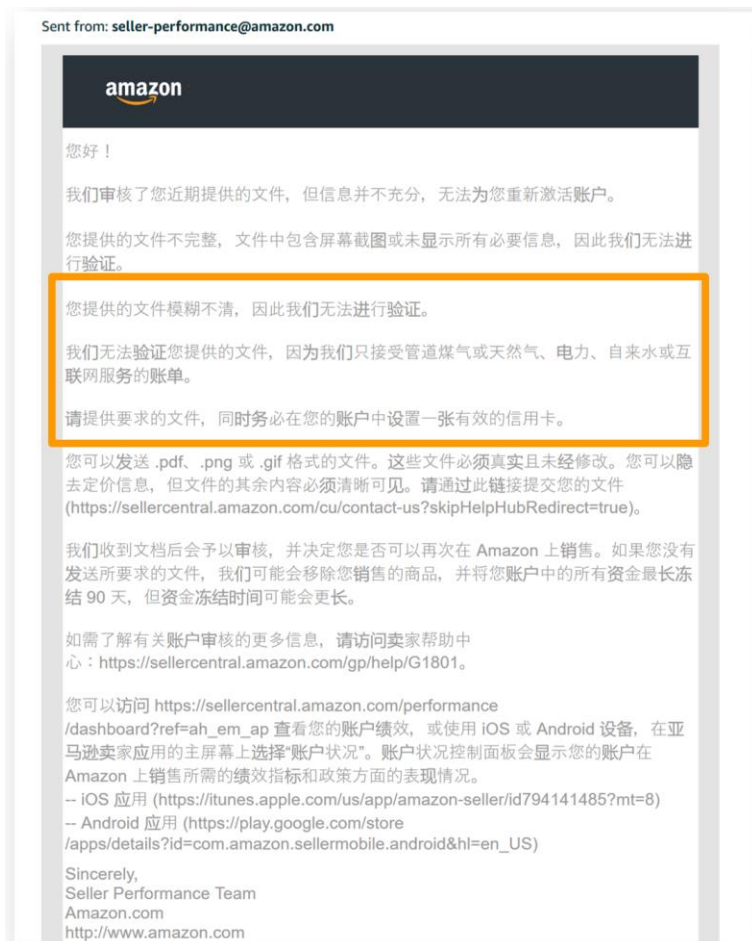 Sent from: seller-performance@amazon.com
amazon
您好！
我们审核了您近期提供的文件，但信息并不充分，无法为您重新激活账户。
您提供的文件不完整，文件中包含屏幕截图或未显示所有必要信息，因此我们无法进
行验证。
您提供的文件模糊不清，因此我们无法进行验证。
我们无法验证您提供的文件，因为我们只接受管道煤气或天然气、电力、自来水或互
联网服务的账单。
请提供要求的文件，同时务必在您的账户中设置一张有效的信用卡。
您可以发送 .pdf、.png 或 .gif 格式的文件。这些文件必须真实且未经修改。您可以隐
去定价信息，但文件的其余内容必须清晰可见。请通过此链接提交您的文件
(https://sellercentral.amazon.com/cu/contact-us?skipHelpHubRedirect=true)。
我们收到文档后会予以审核，并决定您是否可以再次在 Amazon 上销售。如果您没有
发送所要求的文件，我们可能会移除您销售的商品，并将您账户中的所有资金最长冻
结 90 天，但资金冻结时间可能会更长。
如需了解有关账户审核的更多信息，请访问卖家帮助中
心：https://sellercentral.amazon.com/gp/help/G1801。
您可以访问 https://sellercentral.amazon.com/performance
/dashboard?ref=ah_em_ap 查看您的账户绩效，或使用 iOS 或 Android 设备，在亚
马逊卖家应用的主屏幕上选择“账户状况”。账户状况控制面板会显示您的账户在
Amazon 上销售所需的绩效指标和政策方面的表现情况。
-- iOS 应用 (https://itunes.apple.com/us/app/amazon-seller/id794141485?mt=8)
-- Android 应用 (https://play.google.com/store
/apps/details?id=com.amazon.sellermobile.android&hl=en_US)
Sincerely,
Seller Performance Team
Amazon.com
http://www.amazon.com